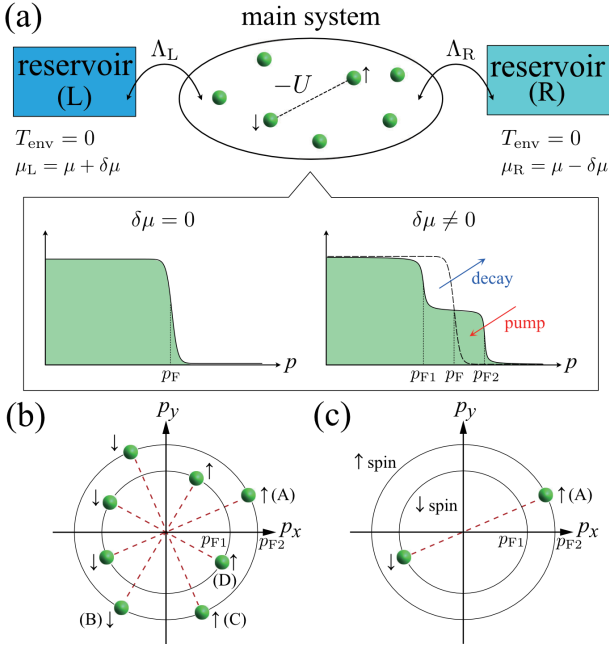 (a)
main system
Λ_L
Λ_R
reservoir
(L)
−U
↑
↓
reservoir
(R)
T_env = 0
μ_L = μ + δμ
T_env = 0
μ_R = μ − δμ
δμ = 0
δμ ≠ 0
decay
pump
p_F
p
p_F1
p_F
p_F2
p
(b)
p_y
(c)
p_y
↓
↑
↑ (A)
↓
p_x
p_F1
p_F2
↓
↑
(D)
(B) ↓
↑ (C)
↑ spin
↓ spin
↑ (A)
p_x
p_F1
p_F2
↓